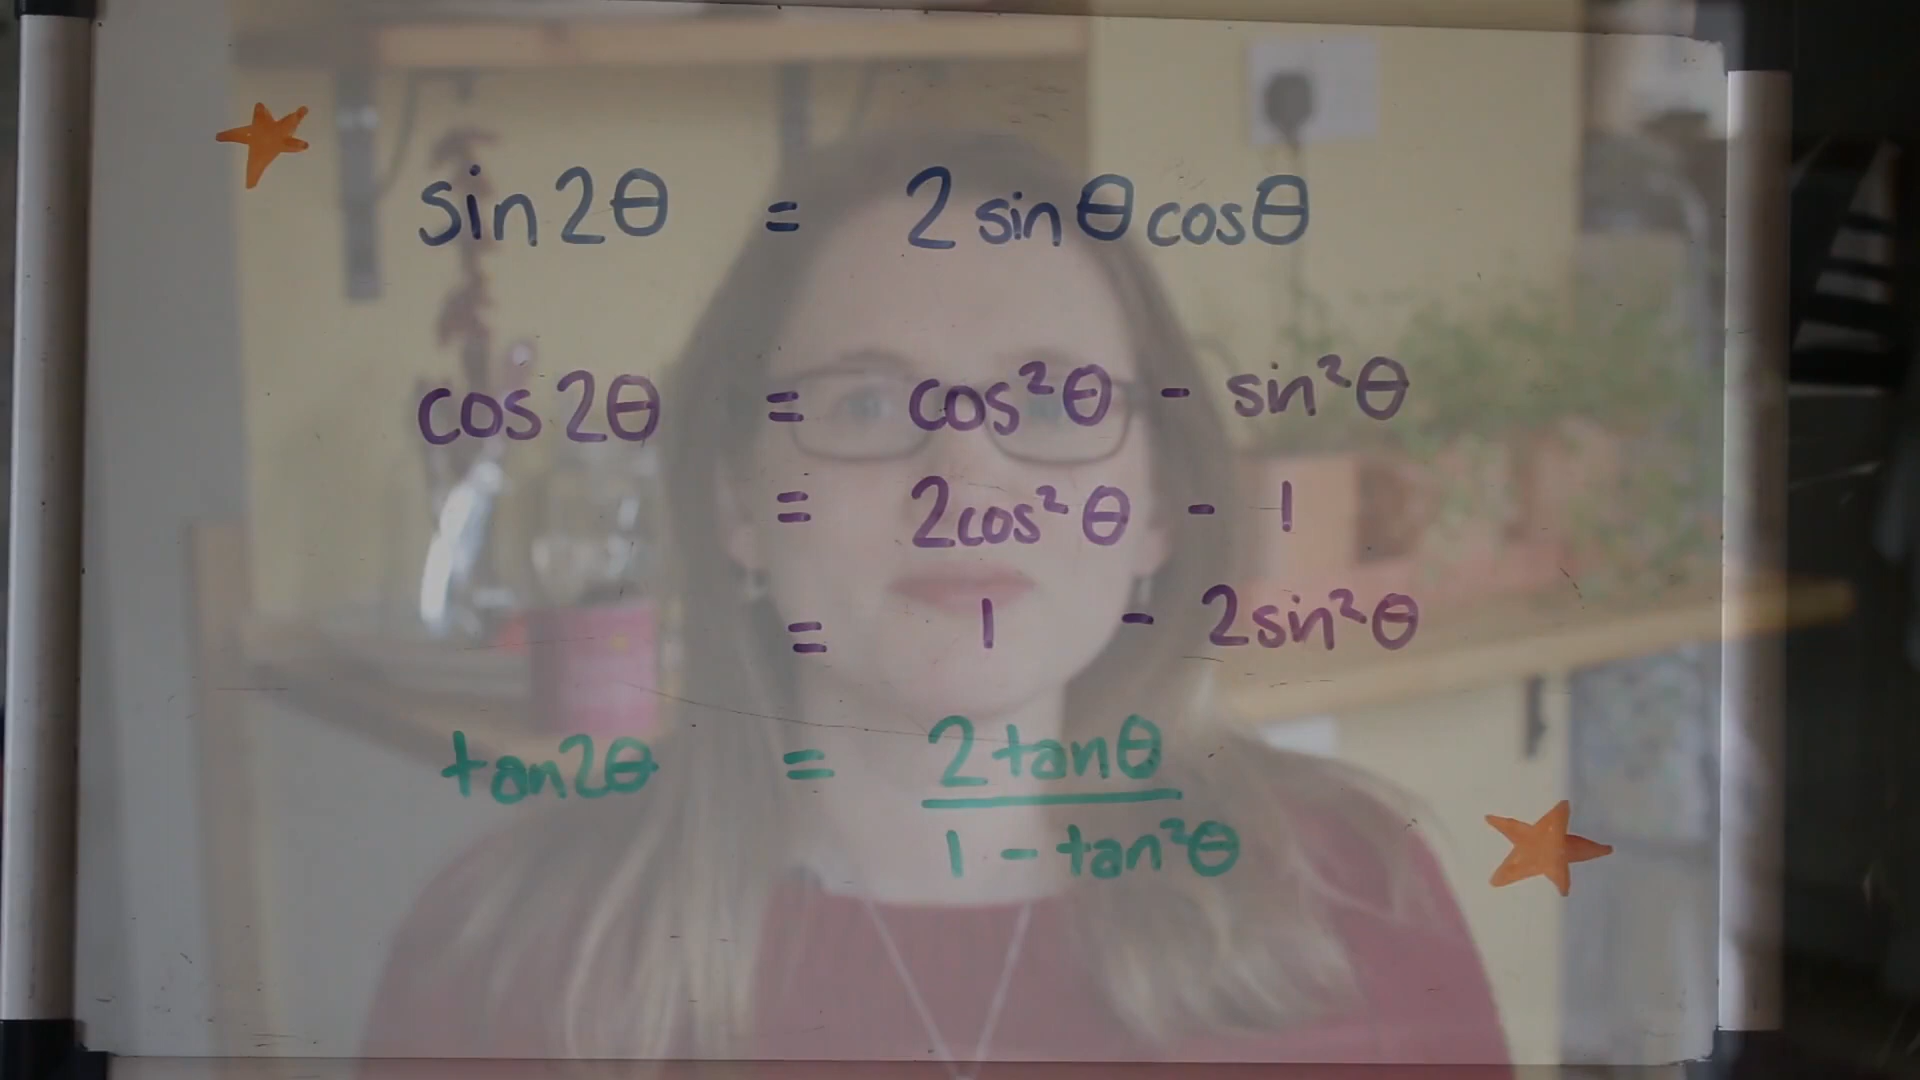 sin2θ = 2sinθcosθ
cos2θ = cos²θ - sin²θ
= 2cos²θ - 1
= 1 - 2sin²θ
tan2θ = 2tanθ
1 - tan²θ